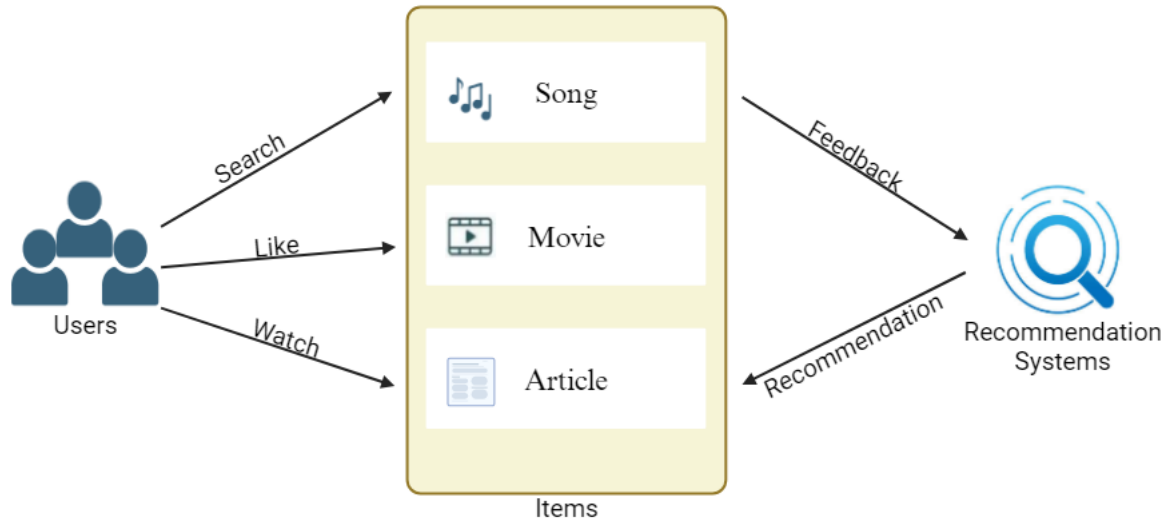 Search
Like
Watch
Users
Song
Movie
Article
Items
Feedback
Recommendation
Recommendation
Systems